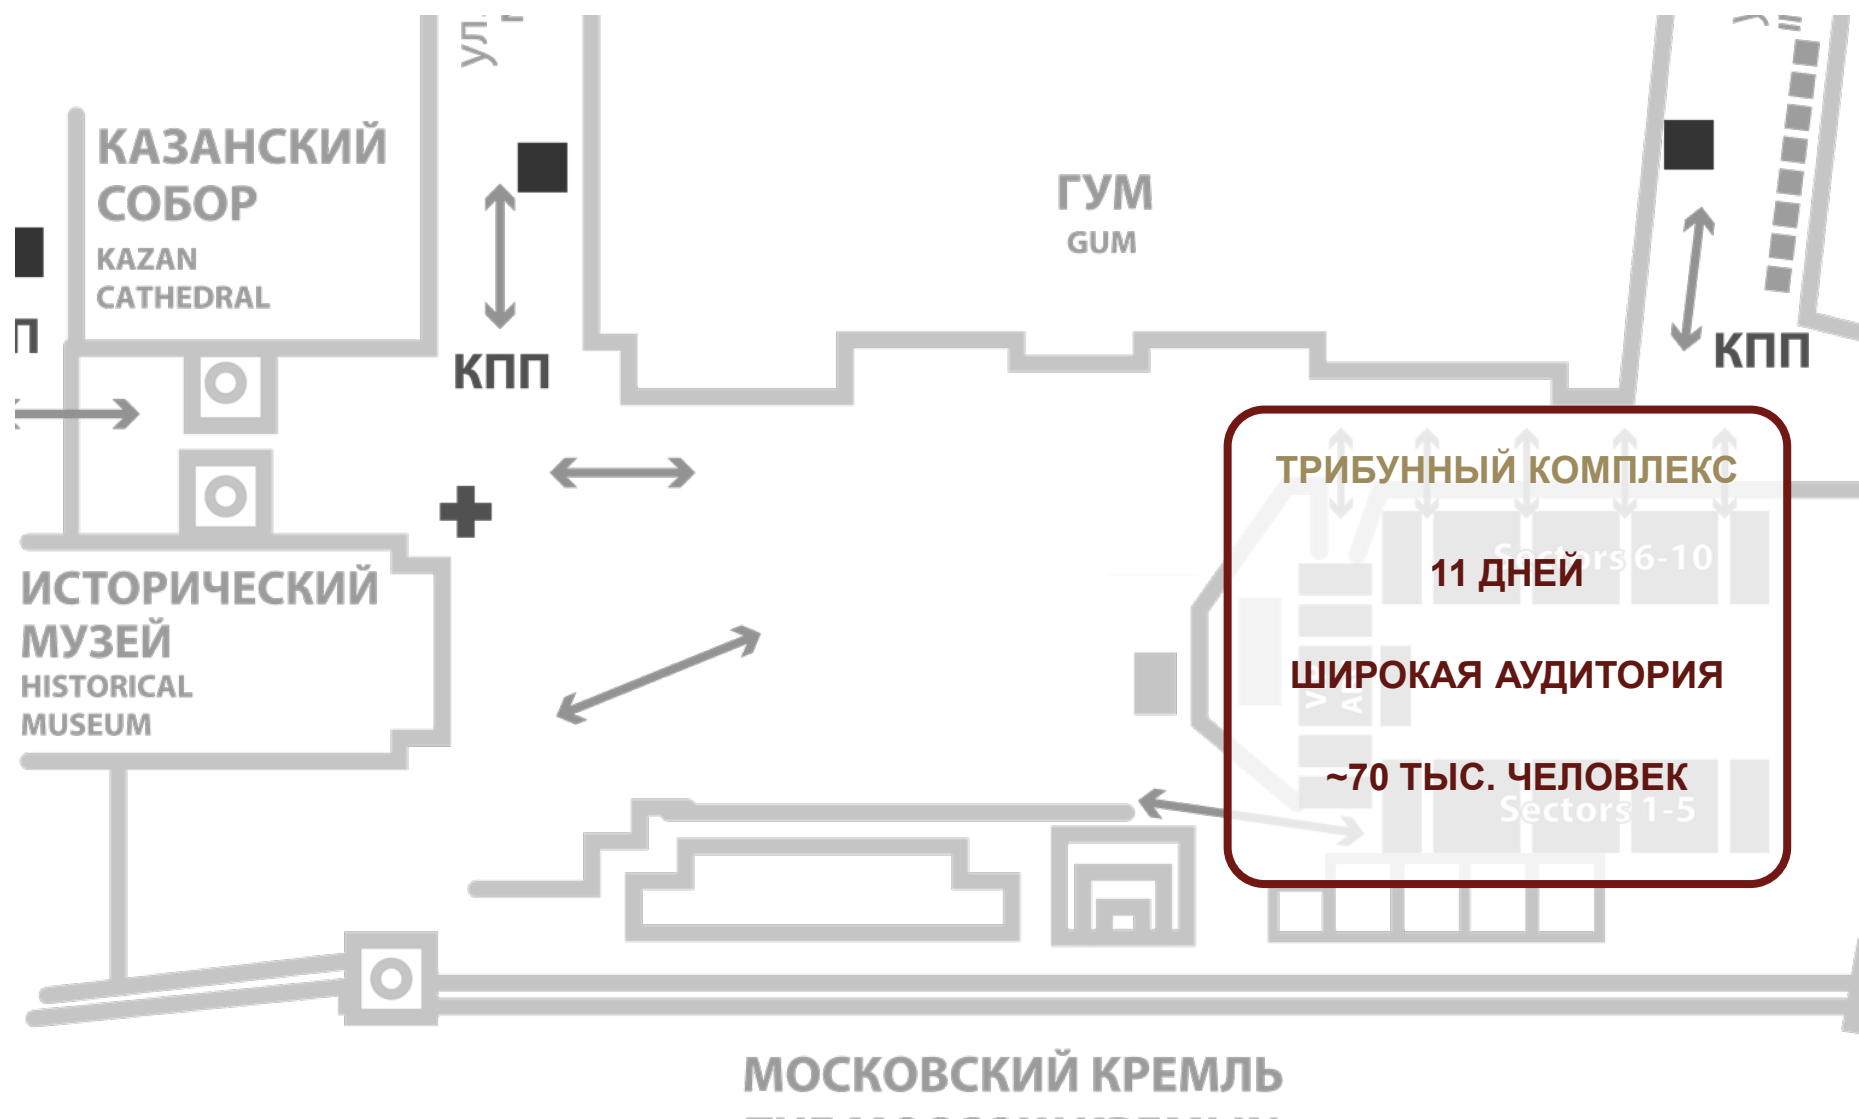 КАЗАНСКИЙ
СОБОР
KAZAN
CATHEDRAL
КПП
ГУМ
GUM
КПП
ИСТОРИЧЕСКИЙ
МУЗЕЙ
HISTORICAL
MUSEUM
ТРИБУННЫЙ КОМПЛЕКС
Sectors 6-10
11 ДНЕЙ
ШИРОКАЯ АУДИТОРИЯ
~70 ТЫС. ЧЕЛОВЕК
Sectors 1-5
МОСКОВСКИЙ КРЕМЛЬ